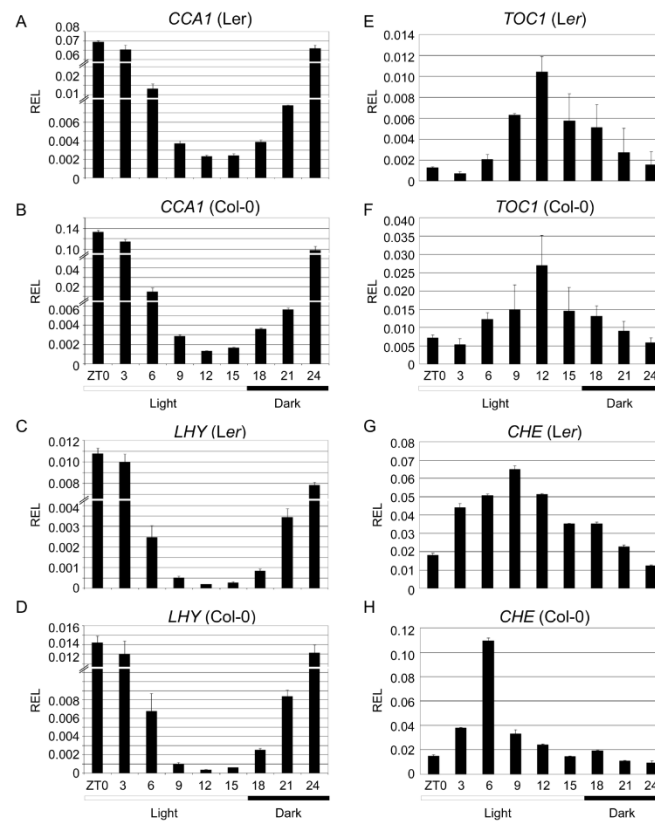 A
CCA1 (Ler)
REL
0.07
0.06
0.02
0.01
0.006
0.004
0.002
0
B
CCA1 (Col-0)
REL
0.14
0.10
0.02
0.006
0.004
0.002
0
ZT0 3 6 9 12 15 18 21 24
Light Dark
C
LHY (Ler)
REL
0.012
0.010
0.008
0.004
0.003
0.002
0.001
0
D
LHY (Col-0)
REL
0.016
0.014
0.012
0.008
0.006
0.004
0.002
0
ZT0 3 6 9 12 15 18 21 24
Light Dark
E
TOC1 (Ler)
REL
0.014
0.012
0.010
0.008
0.006
0.004
0.002
0
F
TOC1 (Col-0)
REL
0.040
0.035
0.030
0.025
0.020
0.015
0.010
0.005
0
ZT0 3 6 9 12 15 18 21 24
Light Dark
G
CHE (Ler)
REL
0.08
0.07
0.06
0.05
0.04
0.03
0.02
0.01
0
H
CHE (Col-0)
REL
0.12
0.10
0.08
0.06
0.04
0.02
0
ZT0 3 6 9 12 15 18 21 24
Light Dark